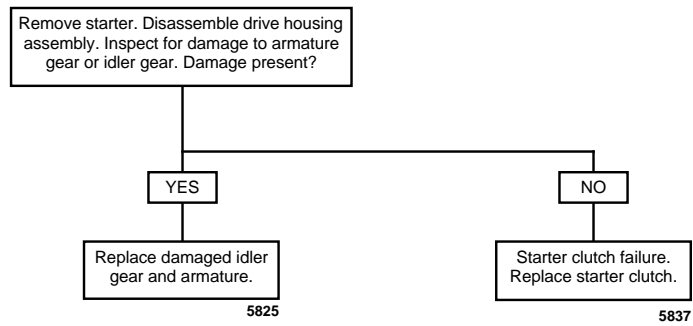 Remove starter. Disassemble drive housing
assembly. Inspect for damage to armature
gear or idler gear. Damage present?
YES
NO
Replace damaged idler
gear and armature.
Starter clutch failure.
Replace starter clutch.
5825
5837